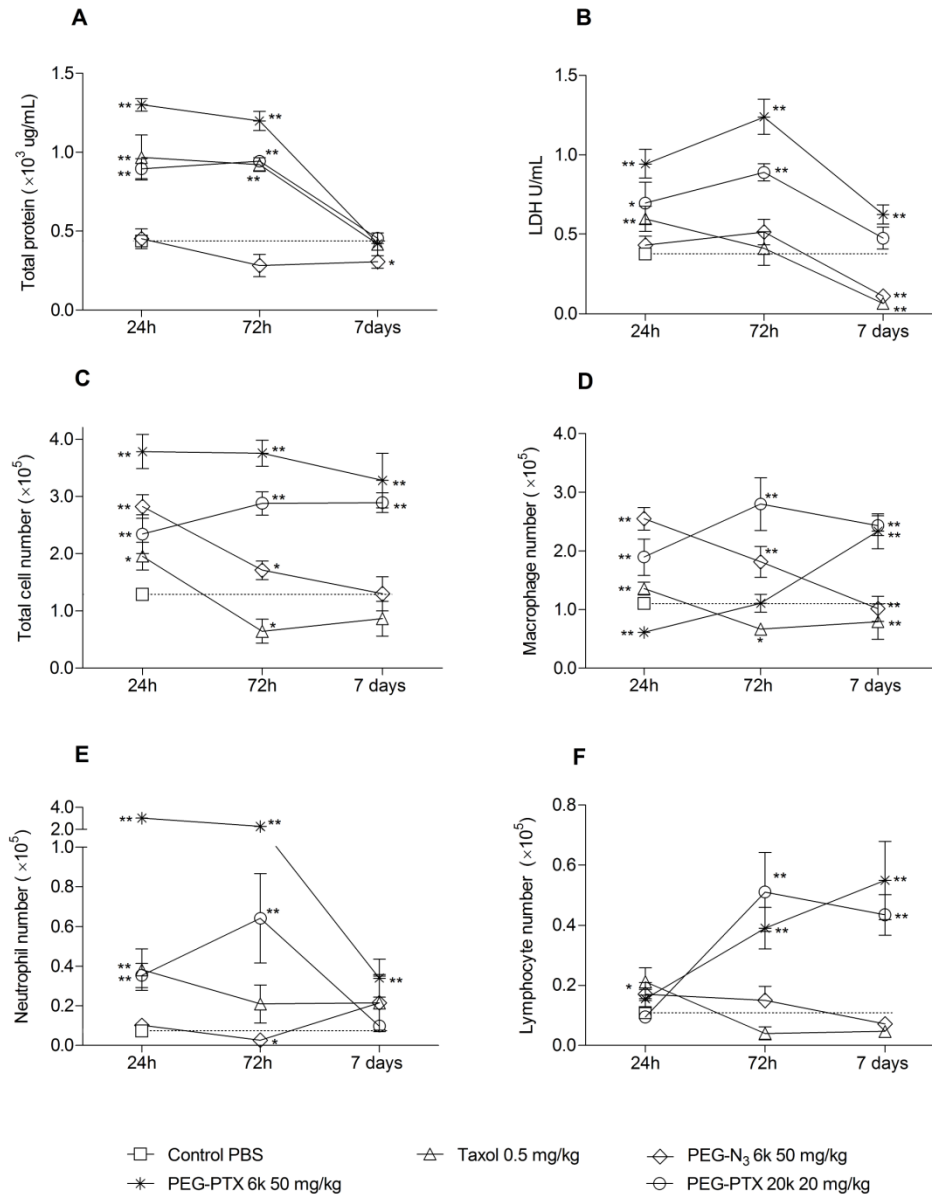 A
B
Total protein (×10³ ug/mL)
1.5
1.0
0.5
0.0
**
**
**
**
**
**
*
24h
72h
7days
LDH U/mL
1.5
1.0
0.5
0.0
**
*
**
**
**
**
**
**
24h
72h
7 days
C
D
Total cell number (×10⁵)
4.0
3.0
2.0
1.0
0.0
**
**
**
*
**
**
*
*
**
**
24h
72h
7 days
Macrophage number (×10⁵)
4.0
3.0
2.0
1.0
0.0
**
**
**
**
**
**
*
**
**
**
**
24h
72h
7 days
E
F
Neutrophil number (×10⁵)
4.0
2.0
1.0
0.8
0.6
0.4
0.2
0.0
**
**
**
**
**
*
**
24h
72h
7 days
Lymphocyte number (×10⁵)
0.8
0.6
0.4
0.2
0.0
*
**
**
**
**
24h
72h
7 days
Control PBS
Taxol 0.5 mg/kg
PEG-N₃ 6k 50 mg/kg
PEG-PTX 6k 50 mg/kg
PEG-PTX 20k 20 mg/kg